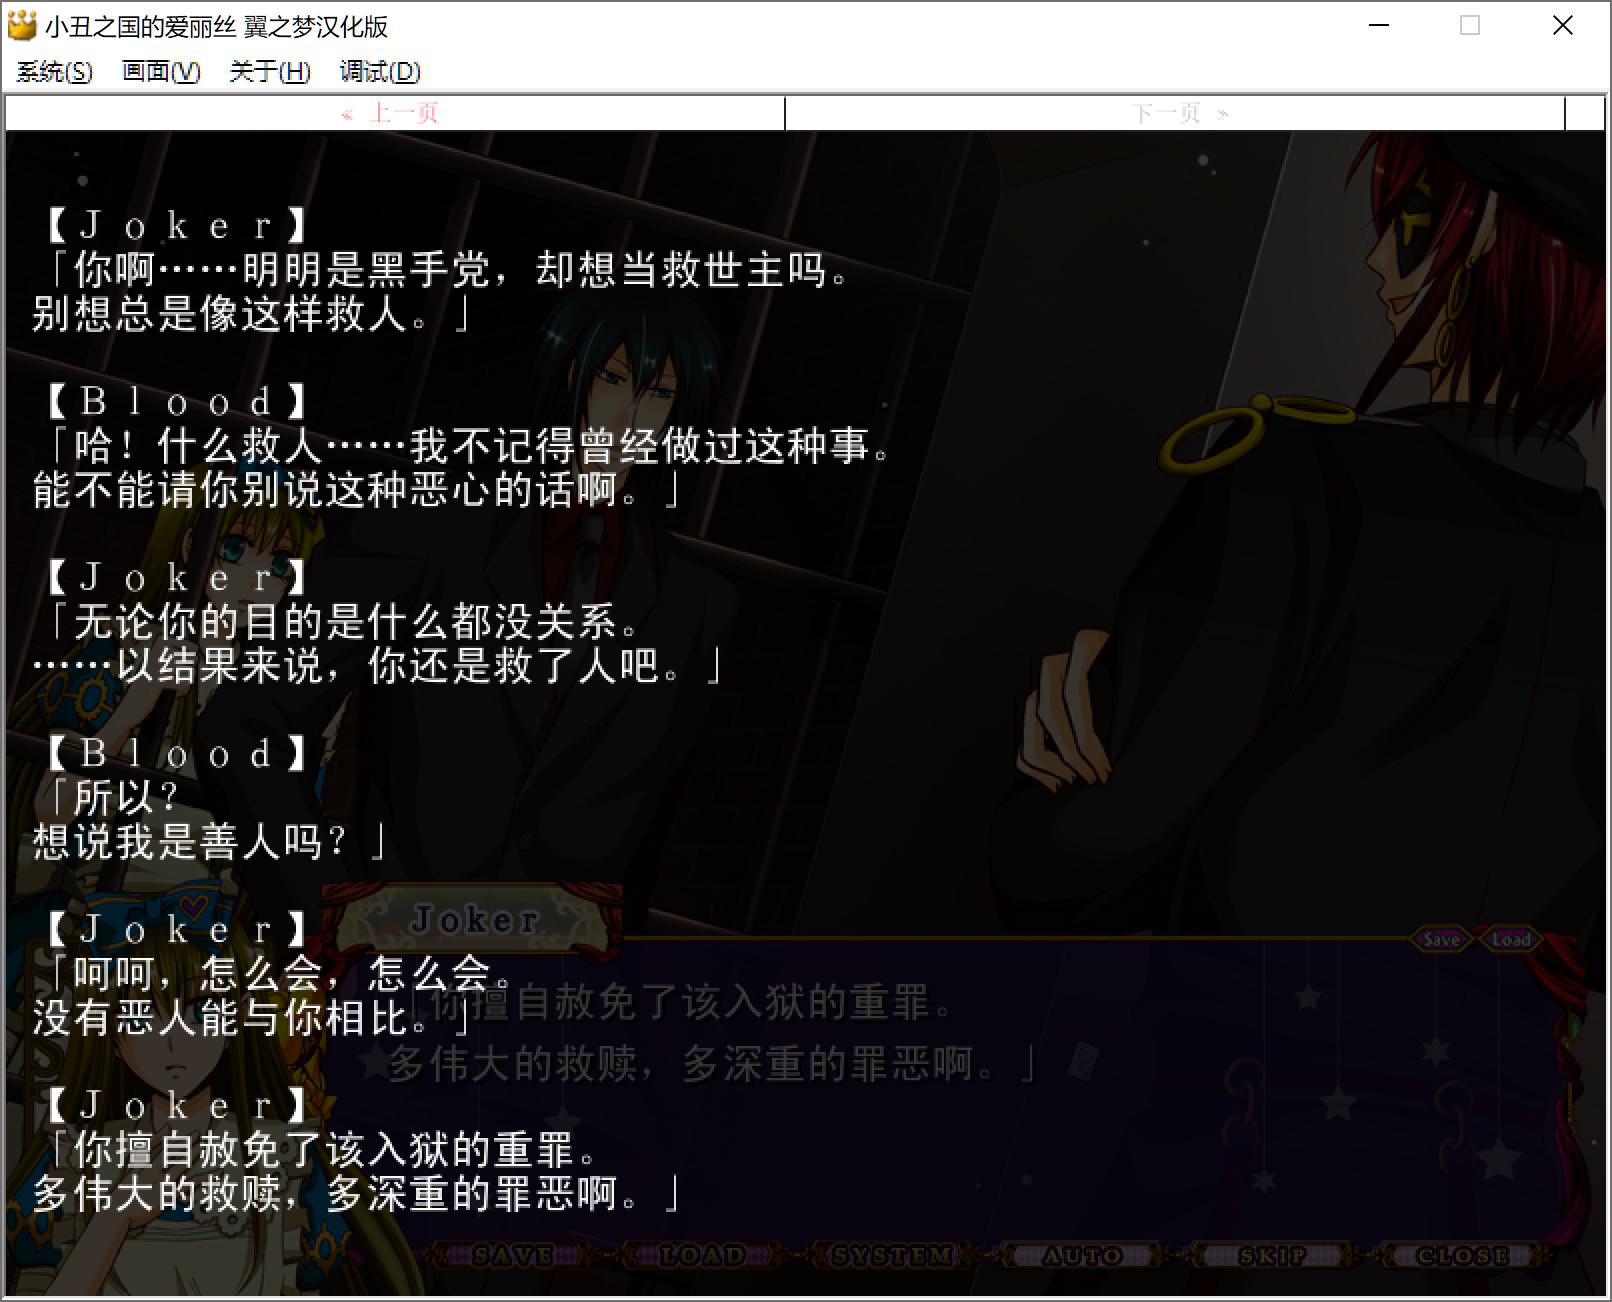 小丑之国的爱丽丝 翼之梦汉化版
系统(S) 画面(V) 关于(H) 调试(D)
« 上一页 下一页 »
【Joker】
「你啊……明明是黑手党，却想当救世主吗。
别想总是像这样救人。」
【Blood】
「哈！什么救人……我不记得曾经做过这种事。
能不能请你别说这种恶心的话啊。」
【Joker】
「无论你的目的是什么都没关系。
……以结果来说，你还是救了人吧。」
【Blood】
「所以？
想说我是善人吗？」
【Joker】
「呵呵，怎么会，怎么会。
没有恶人能与你相比。」
【Joker】
「你擅自赦免了该入狱的重罪。
多伟大的救赎，多深重的罪恶啊。」
Joker
Save Load
「你擅自赦免了该入狱的重罪。
多伟大的救赎，多深重的罪恶啊。」
SAVE LOAD SYSTEM AUTO SKIP CLOSE